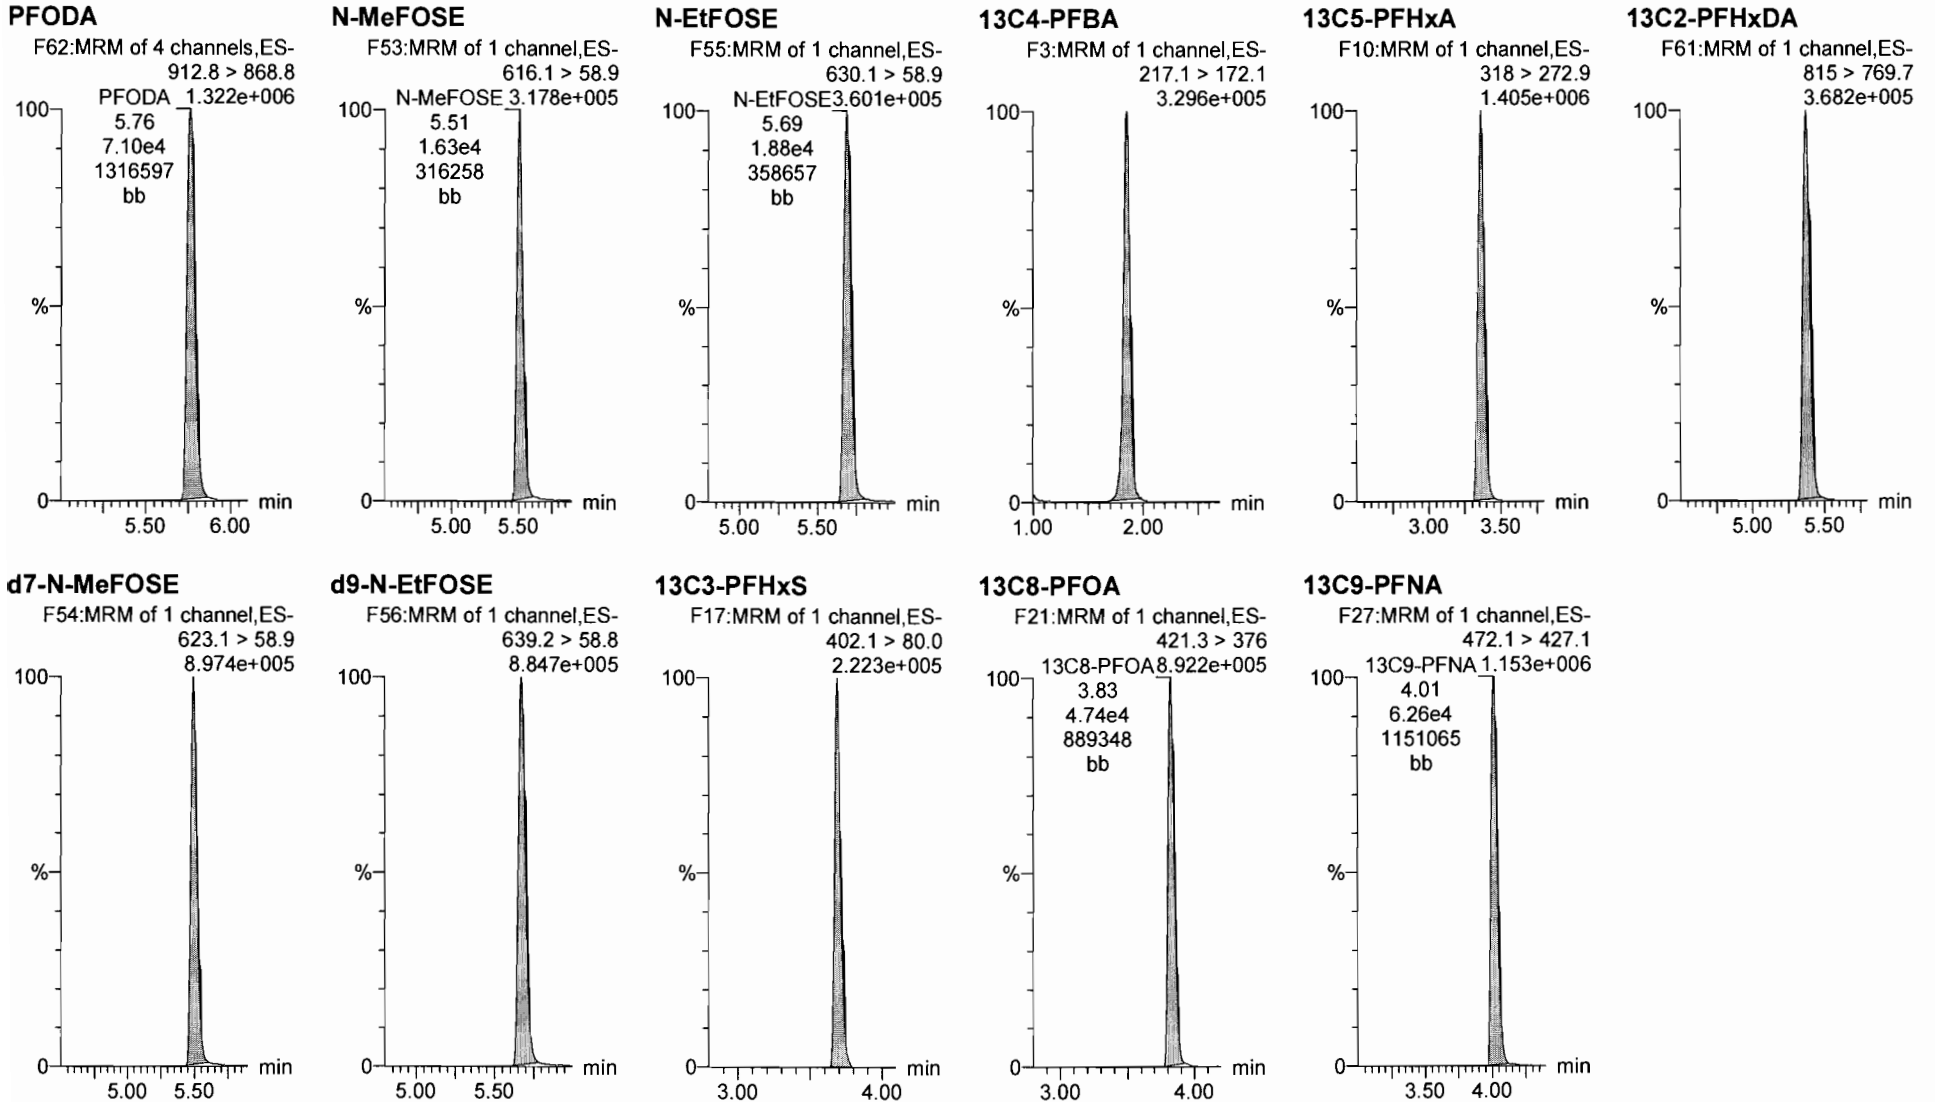 PFODA
F62:MRM of 4 channels,ES-
912.8 > 868.8
PFODA 1.322e+006
100
5.76
7.10e4
1316597
bb
%
0
min
5.50 6.00
N-MeFOSE
F53:MRM of 1 channel,ES-
616.1 > 58.9
N-MeFOSE 3.178e+005
100
5.51
1.63e4
316258
bb
%
0
min
5.00 5.50
N-EtFOSE
F55:MRM of 1 channel,ES-
630.1 > 58.9
N-EtFOSE 3.601e+005
100
5.69
1.88e4
358657
bb
%
0
min
5.00 5.50
13C4-PFBA
F3:MRM of 1 channel,ES-
217.1 > 172.1
3.296e+005
100
%
0
min
1.00 2.00
13C5-PFHxA
F10:MRM of 1 channel,ES-
318 > 272.9
1.405e+006
100
%
0
min
3.00 3.50
13C2-PFHxDA
F61:MRM of 1 channel,ES-
815 > 769.7
3.682e+005
100
%
0
min
5.00 5.50
d7-N-MeFOSE
F54:MRM of 1 channel,ES-
623.1 > 58.9
8.974e+005
100
%
0
min
5.00 5.50
d9-N-EtFOSE
F56:MRM of 1 channel,ES-
639.2 > 58.8
8.847e+005
100
%
0
min
5.00 5.50
13C3-PFHxS
F17:MRM of 1 channel,ES-
402.1 > 80.0
2.223e+005
100
%
0
min
3.00 4.00
13C8-PFOA
F21:MRM of 1 channel,ES-
421.3 > 376
13C8-PFOA 8.922e+005
100
3.83
4.74e4
889348
bb
%
0
min
3.00 4.00
13C9-PFNA
F27:MRM of 1 channel,ES-
472.1 > 427.1
13C9-PFNA 1.153e+006
100
4.01
6.26e4
1151065
bb
%
0
min
3.50 4.00